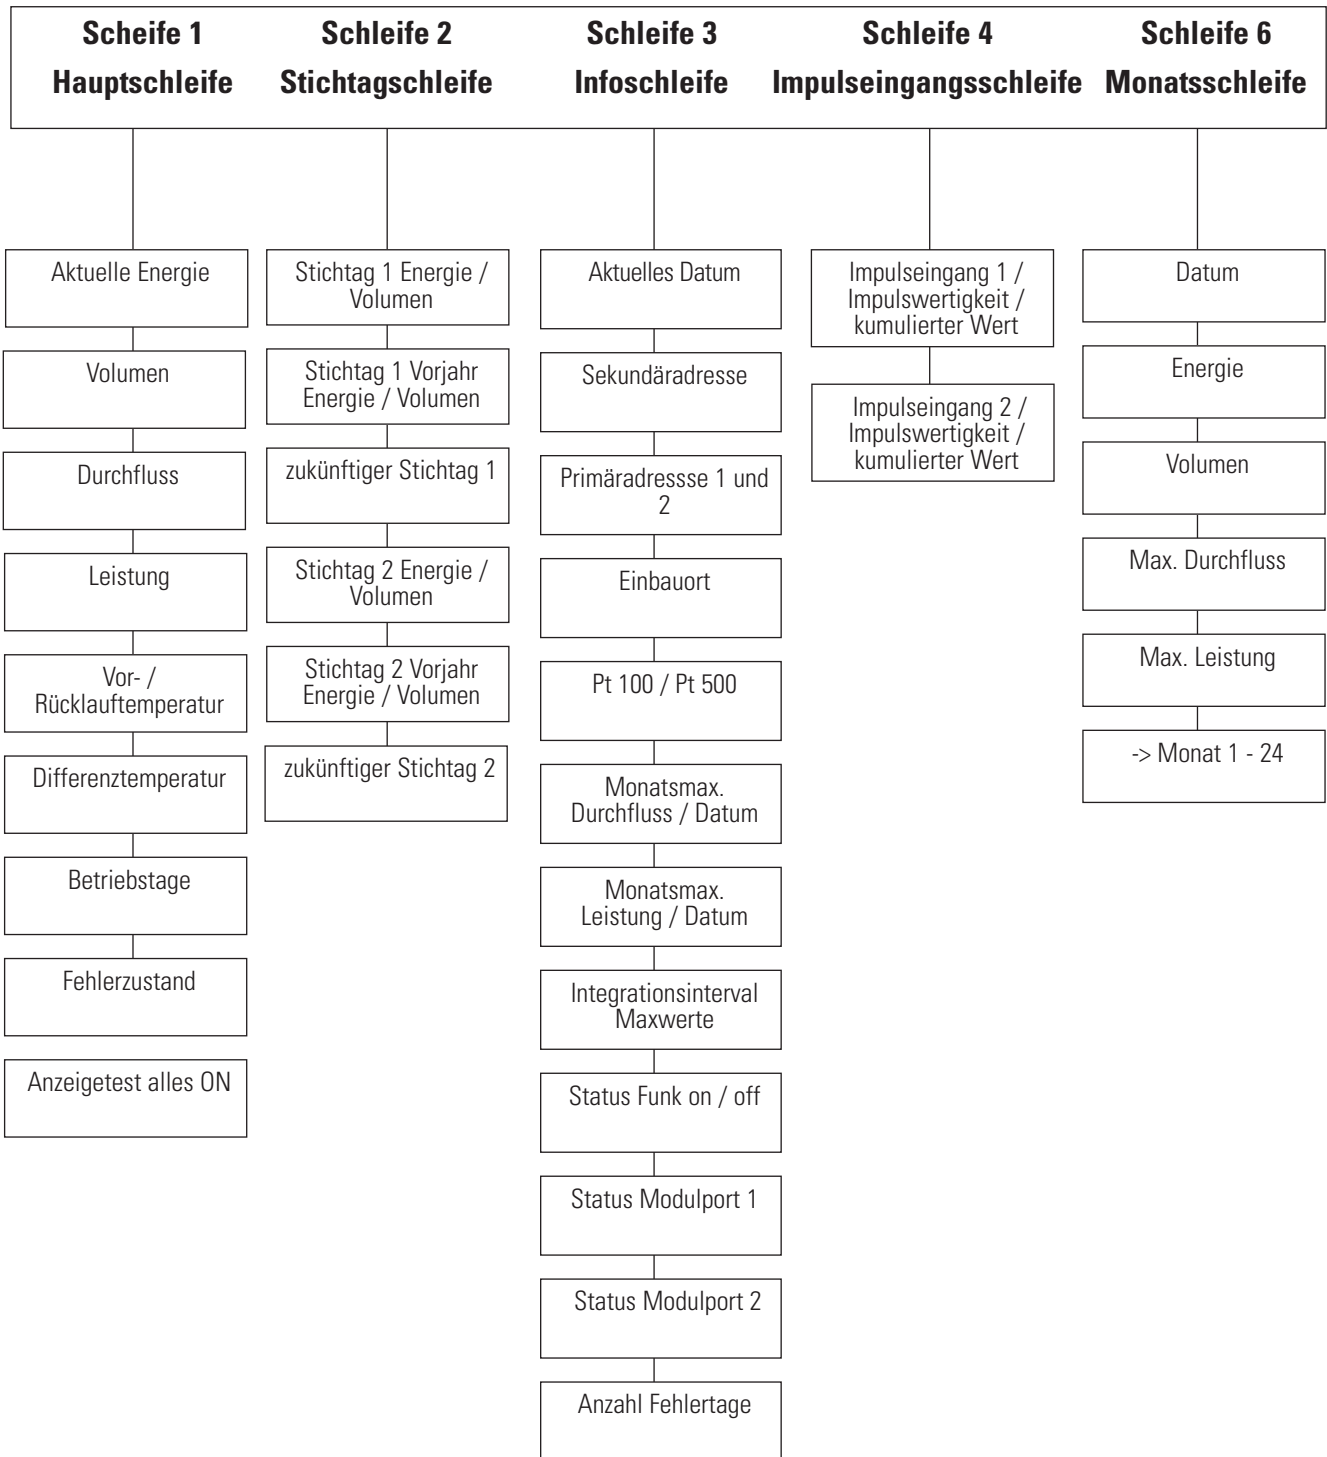 Scheife 1
Hauptschleife
Schleife 2
Stichtagschleife
Schleife 3
Infoschleife
Schleife 4
Impulseingangsschleife
Schleife 6
Monatsschleife
Aktuelle Energie
Volumen
Durchfluss
Leistung
Vor- /
Rücklauftemperatur
Differenztemperatur
Betriebstage
Fehlerzustand
Anzeigetest alles ON
Stichtag 1 Energie /
Volumen
Stichtag 1 Vorjahr
Energie / Volumen
zukünftiger Stichtag 1
Stichtag 2 Energie /
Volumen
Stichtag 2 Vorjahr
Energie / Volumen
zukünftiger Stichtag 2
Aktuelles Datum
Sekundäradresse
Primäradressse 1 und
2
Einbauort
Pt 100 / Pt 500
Monatsmax.
Durchfluss / Datum
Monatsmax.
Leistung / Datum
Integrationsinterval
Maxwerte
Status Funk on / off
Status Modulport 1
Status Modulport 2
Anzahl Fehlertage
Impulseingang 1 /
Impulswertigkeit /
kumulierter Wert
Impulseingang 2 /
Impulswertigkeit /
kumulierter Wert
Datum
Energie
Volumen
Max. Durchfluss
Max. Leistung
-> Monat 1 - 24